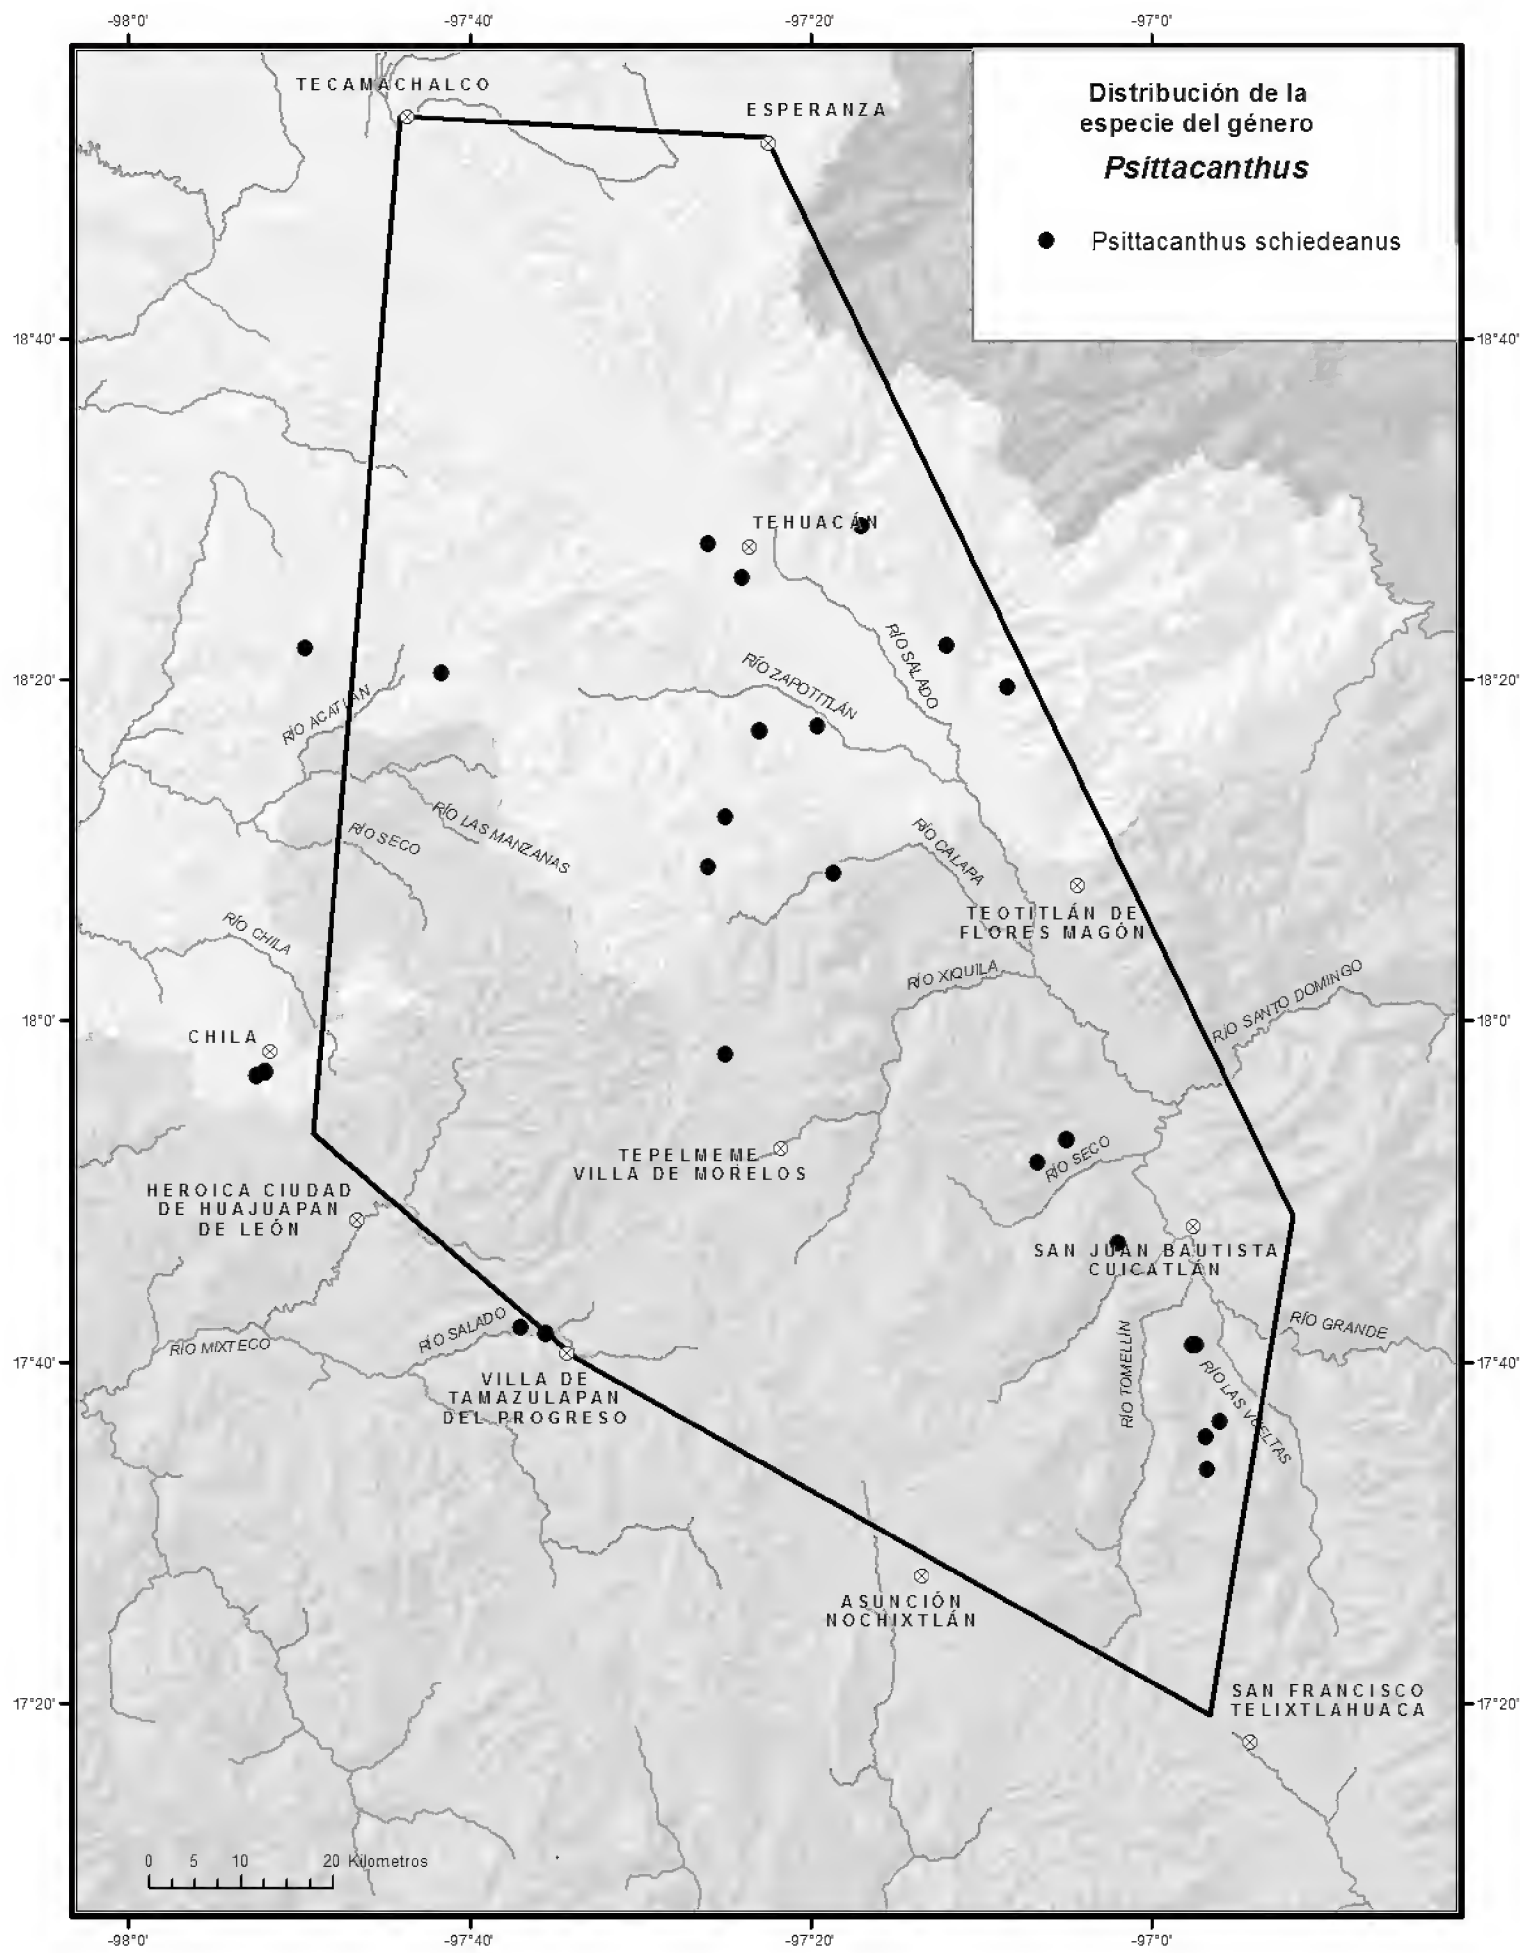 -98°0'
-97°40'
-97°20'
-97°0'
TECAMACHALCO
ESPERANZA
Distribución de la
especie del género
Psittacanthus
Psittacanthus schiedeanus
18°40'
18°40'
TEHUACÁN
RÍO SALADO
RÍO ZAPOTITLÁN
18°20'
18°20'
RÍO ACATLÁN
RÍO LAS MANZANAS
RÍO SECO
RÍO CALAPA
TEOTITLÁN DE
FLORES MAGÓN
RÍO CHILA
RÍO XIQUILA
RÍO SANTO DOMINGO
18°0'
18°0'
CHILA
RÍO SECO
TEPELMEME
VILLA DE MORELOS
HEROICA CIUDAD
DE HUAJUAPAN
DE LEÓN
SAN JUAN BAUTISTA
CUICATLÁN
RÍO SALADO
RÍO MIXTECO
RÍO GRANDE
17°40'
17°40'
RÍO TOMELLÍN
RÍO LAS VUELTAS
VILLA DE
TAMAZULAPAN
DEL PROGRESO
ASUNCIÓN
NOCHIXTLÁN
SAN FRANCISCO
TELIXTLAHUACA
17°20'
17°20'
0 5 10 20 Kilometros
-98°0'
-97°40'
-97°20'
-97°0'